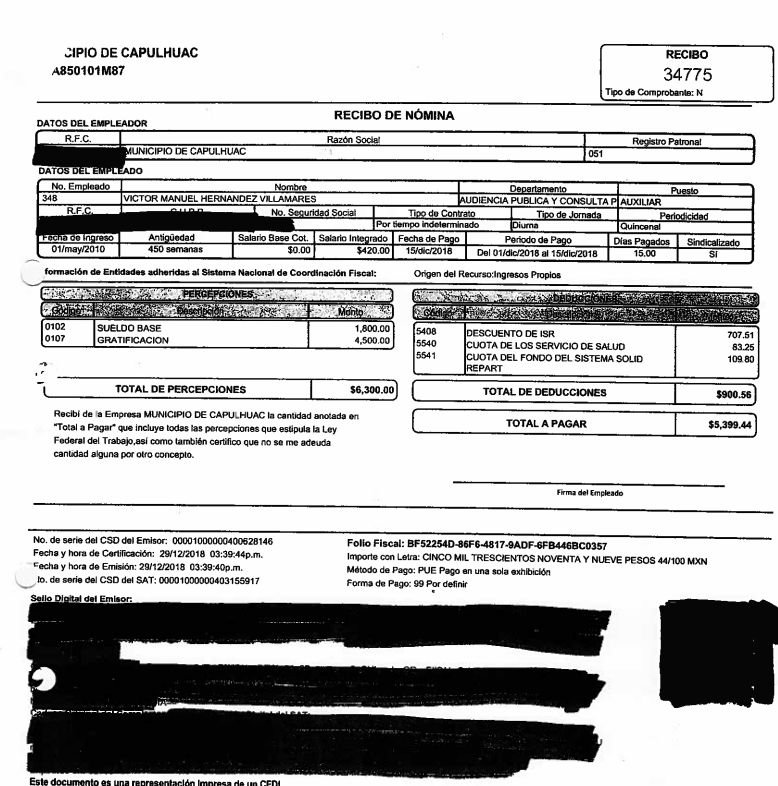 CIPIO DE CAPULHUAC
A850101M87
RECIBO
34775
Tipo de Comprobante: N
RECIBO DE NÓMINA
DATOS DEL EMPLEADOR
R.F.C. Razón Social Registro Patronal
MUNICIPIO DE CAPULHUAC 051
DATOS DEL EMPLEADO
No. Empleado Nombre Departamento Puesto
348 VICTOR MANUEL HERNANDEZ VILLAMARES AUDIENCIA PUBLICA Y CONSULTA P AUXILIAR
R.F.C. C.U.R.P. No. Seguridad Social Tipo de Contrato Tipo de Jornada Periodicidad
Por tiempo indeterminado Diurna Quincenal
Fecha de Ingreso Antigüedad Salario Base Cot. Salario Integrado Fecha de Pago Periodo de Pago Días Pagados Sindicalizado
01/may/2010 450 semanas $0.00 $420.00 15/dic/2018 Del 01/dic/2018 al 15/dic/2018 15.00 Sí
formación de Entidades adheridas al Sistema Nacional de Coordinación Fiscal: Origen del Recurso:Ingresos Propios
PERCEPCIONES
Código Descripción Monto
0102 SUELDO BASE 1,800.00
0107 GRATIFICACION 4,500.00
TOTAL DE PERCEPCIONES $6,300.00
DEDUCCIONES
5408 DESCUENTO DE ISR 707.51
5540 CUOTA DE LOS SERVICIO DE SALUD 83.25
5541 CUOTA DEL FONDO DEL SISTEMA SOLID 109.80
REPART
TOTAL DE DEDUCCIONES $900.56
TOTAL A PAGAR $5,399.44
Recibí de la Empresa MUNICIPIO DE CAPULHUAC la cantidad anotada en
"Total a Pagar" que incluye todas las percepciones que estipula la Ley
Federal del Trabajo,así como también certifico que no se me adeuda
cantidad alguna por otro concepto.
Firma del Empleado
No. de serie del CSD del Emisor: 00001000000400628146
Fecha y hora de Certificación: 29/12/2018 03:39:44p.m.
Fecha y hora de Emisión: 29/12/2018 03:39:40p.m.
No. de serie del CSD del SAT: 00001000000403155917
Folio Fiscal: BF52254D-86F6-4817-9ADF-6FB446BC0357
Importe con Letra: CINCO MIL TRESCIENTOS NOVENTA Y NUEVE PESOS 44/100 MXN
Método de Pago: PUE Pago en una sola exhibición
Forma de Pago: 99 Por definir
Sello Digital del Emisor:
Este documento es una representación impresa de un CFDI